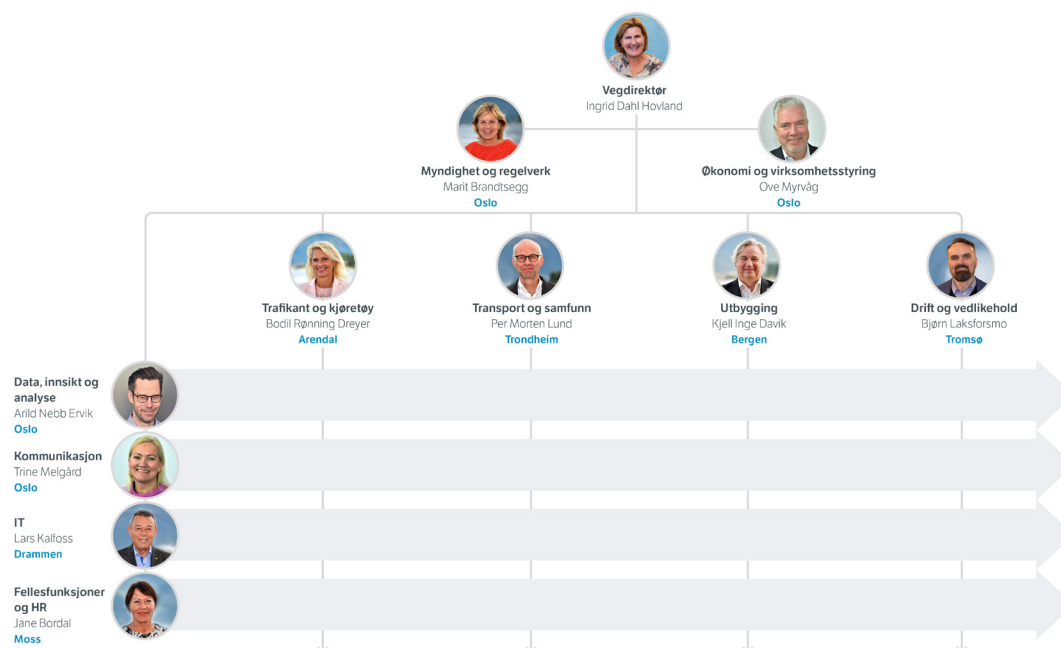 Vegdirektør
Ingrid Dahl Hovland
Myndighet og regelverk
Marit Brandtsegg
Oslo
Økonomi og virksomhetsstyring
Ove Myrvåg
Oslo
Trafikant og kjøretøy
Bodil Rønning Dreyer
Arendal
Transport og samfunn
Per Morten Lund
Trondheim
Utbygging
Kjell Inge Davik
Bergen
Drift og vedlikehold
Bjørn Laksforsmo
Tromsø
Data, innsikt og
analyse
Arild Nebb Ervik
Oslo
Kommunikasjon
Trine Melgård
Oslo
IT
Lars Kalfoss
Drammen
Fellesfunksjoner
og HR
Jane Bordal
Moss